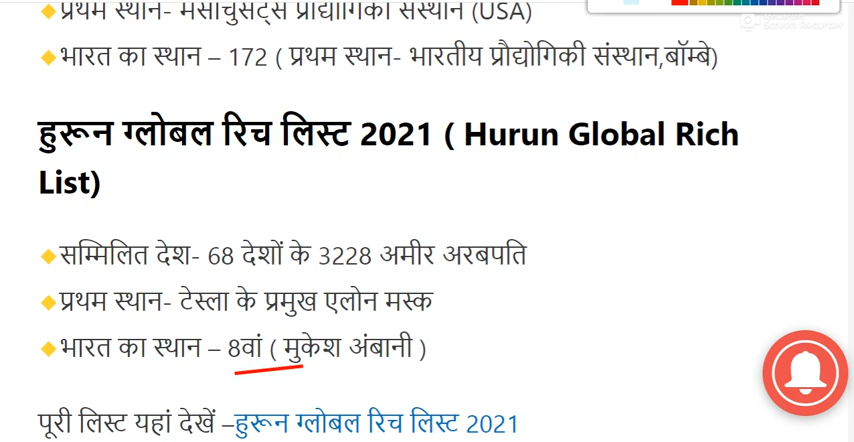 ◆प्रथम स्थान- मेसाचुसेट्स प्रौद्योगिकी संस्थान (USA)
◆भारत का स्थान – 172 ( प्रथम स्थान- भारतीय प्रौद्योगिकी संस्थान,बॉम्बे)
हुरून ग्लोबल रिच लिस्ट 2021 ( Hurun Global Rich
List)
◆सम्मिलित देश- 68 देशों के 3228 अमीर अरबपति
◆प्रथम स्थान- टेस्ला के प्रमुख एलोन मस्क
◆भारत का स्थान – 8वां ( मुकेश अंबानी )
पूरी लिस्ट यहां देखें –हुरून ग्लोबल रिच लिस्ट 2021